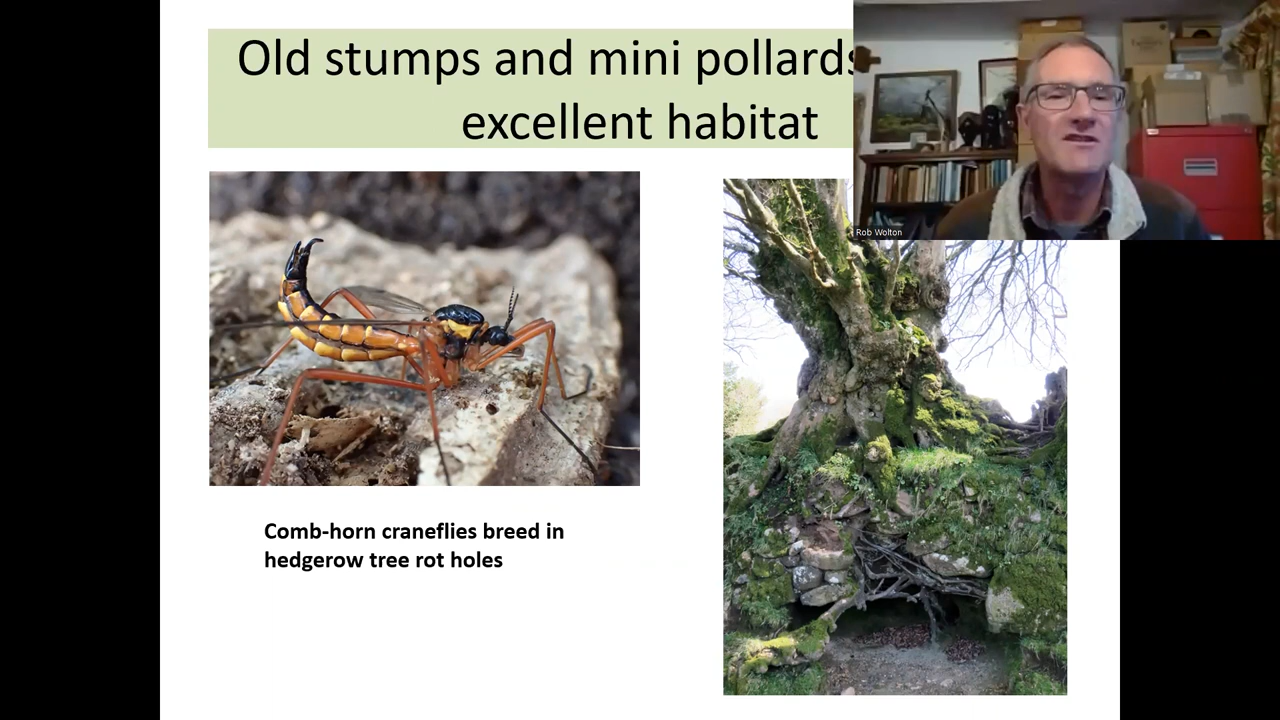 Old stumps and mini pollards
excellent habitat
Rob Wolton
Comb-horn craneflies breed in
hedgerow tree rot holes